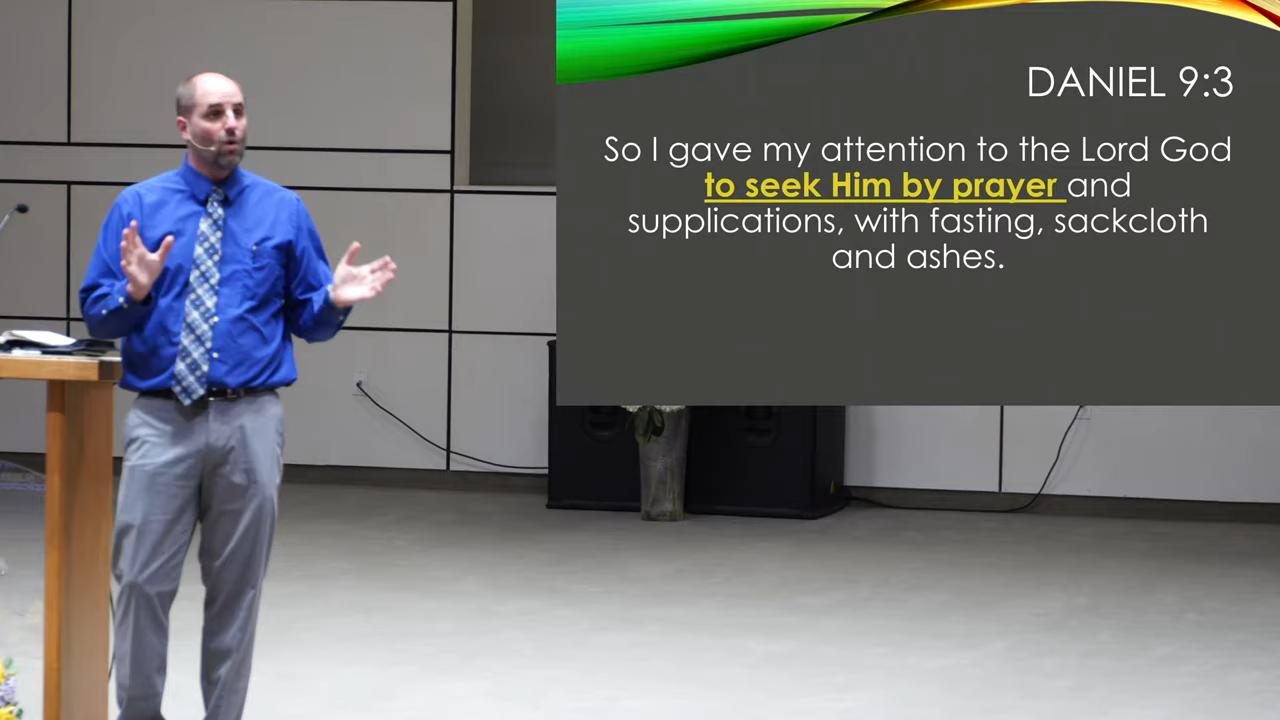 DANIEL 9:3
So I gave my attention to the Lord God
to seek Him by prayer and
supplications, with fasting, sackcloth
and ashes.